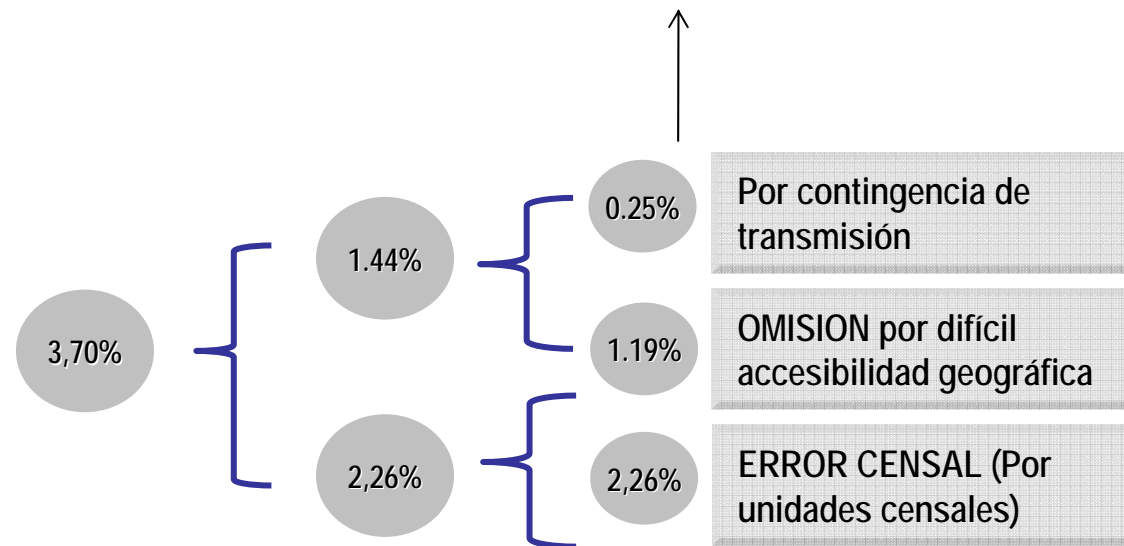 0.25%
Por contingencia de
transmisión
1.44%
3,70%
1.19%
OMISION por difícil
accesibilidad geográfica
2,26%
2,26%
ERROR CENSAL (Por
unidades censales)